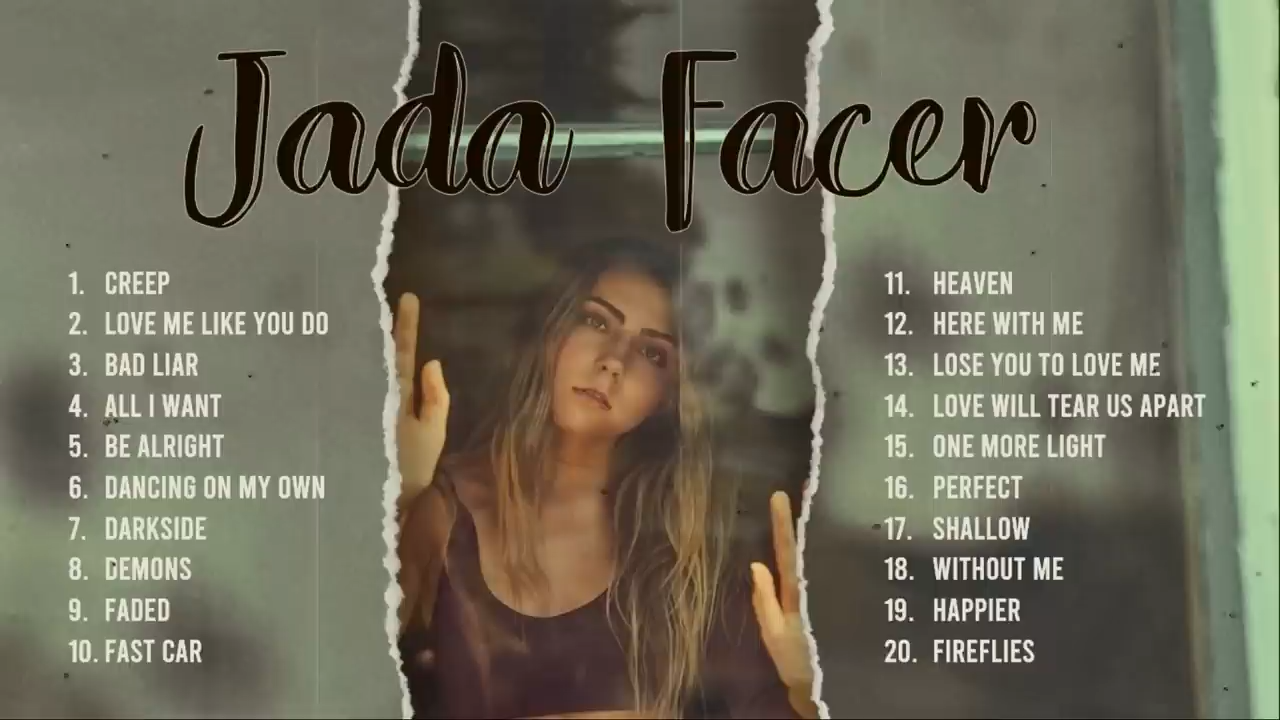 Jada Facer
1. CREEP
2. LOVE ME LIKE YOU DO
3. BAD LIAR
4. ALL I WANT
5. BE ALRIGHT
6. DANCING ON MY OWN
7. DARKSIDE
8. DEMONS
9. FADED
10. FAST CAR
11. HEAVEN
12. HERE WITH ME
13. LOSE YOU TO LOVE ME
14. LOVE WILL TEAR US APART
15. ONE MORE LIGHT
16. PERFECT
17. SHALLOW
18. WITHOUT ME
19. HAPPIER
20. FIREFLIES